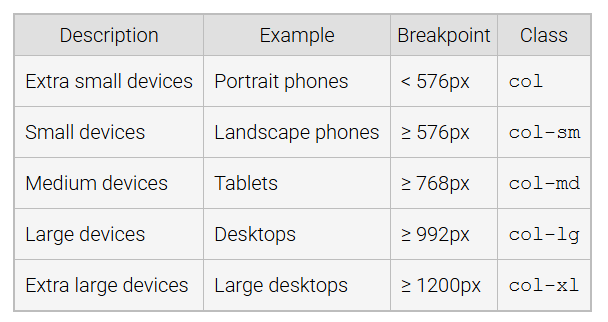 Description Example Breakpoint Class
Extra small devices Portrait phones < 576px col
Small devices Landscape phones ≥ 576px col-sm
Medium devices Tablets ≥ 768px col-md
Large devices Desktops ≥ 992px col-lg
Extra large devices Large desktops ≥ 1200px col-xl